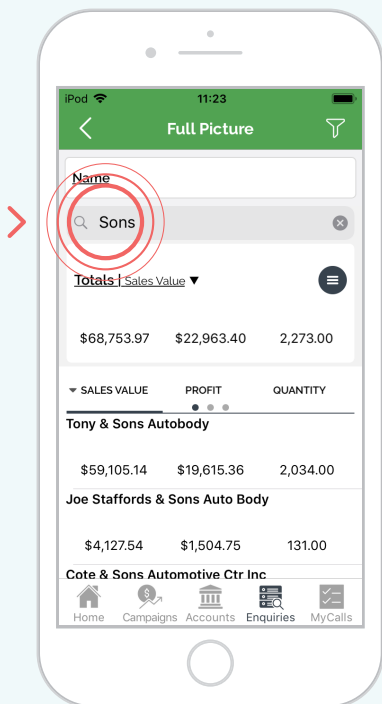 iPod 11:23
Full Picture
Name
Sons
Totals | Sales Value ▼
$68,753.97 $22,963.40 2,273.00
SALES VALUE PROFIT QUANTITY
Tony & Sons Autobody
$59,105.14 $19,615.36 2,034.00
Joe Staffords & Sons Auto Body
$4,127.54 $1,504.75 131.00
Cote & Sons Automotive Ctr Inc
Home Campaigns Accounts Enquiries MyCalls